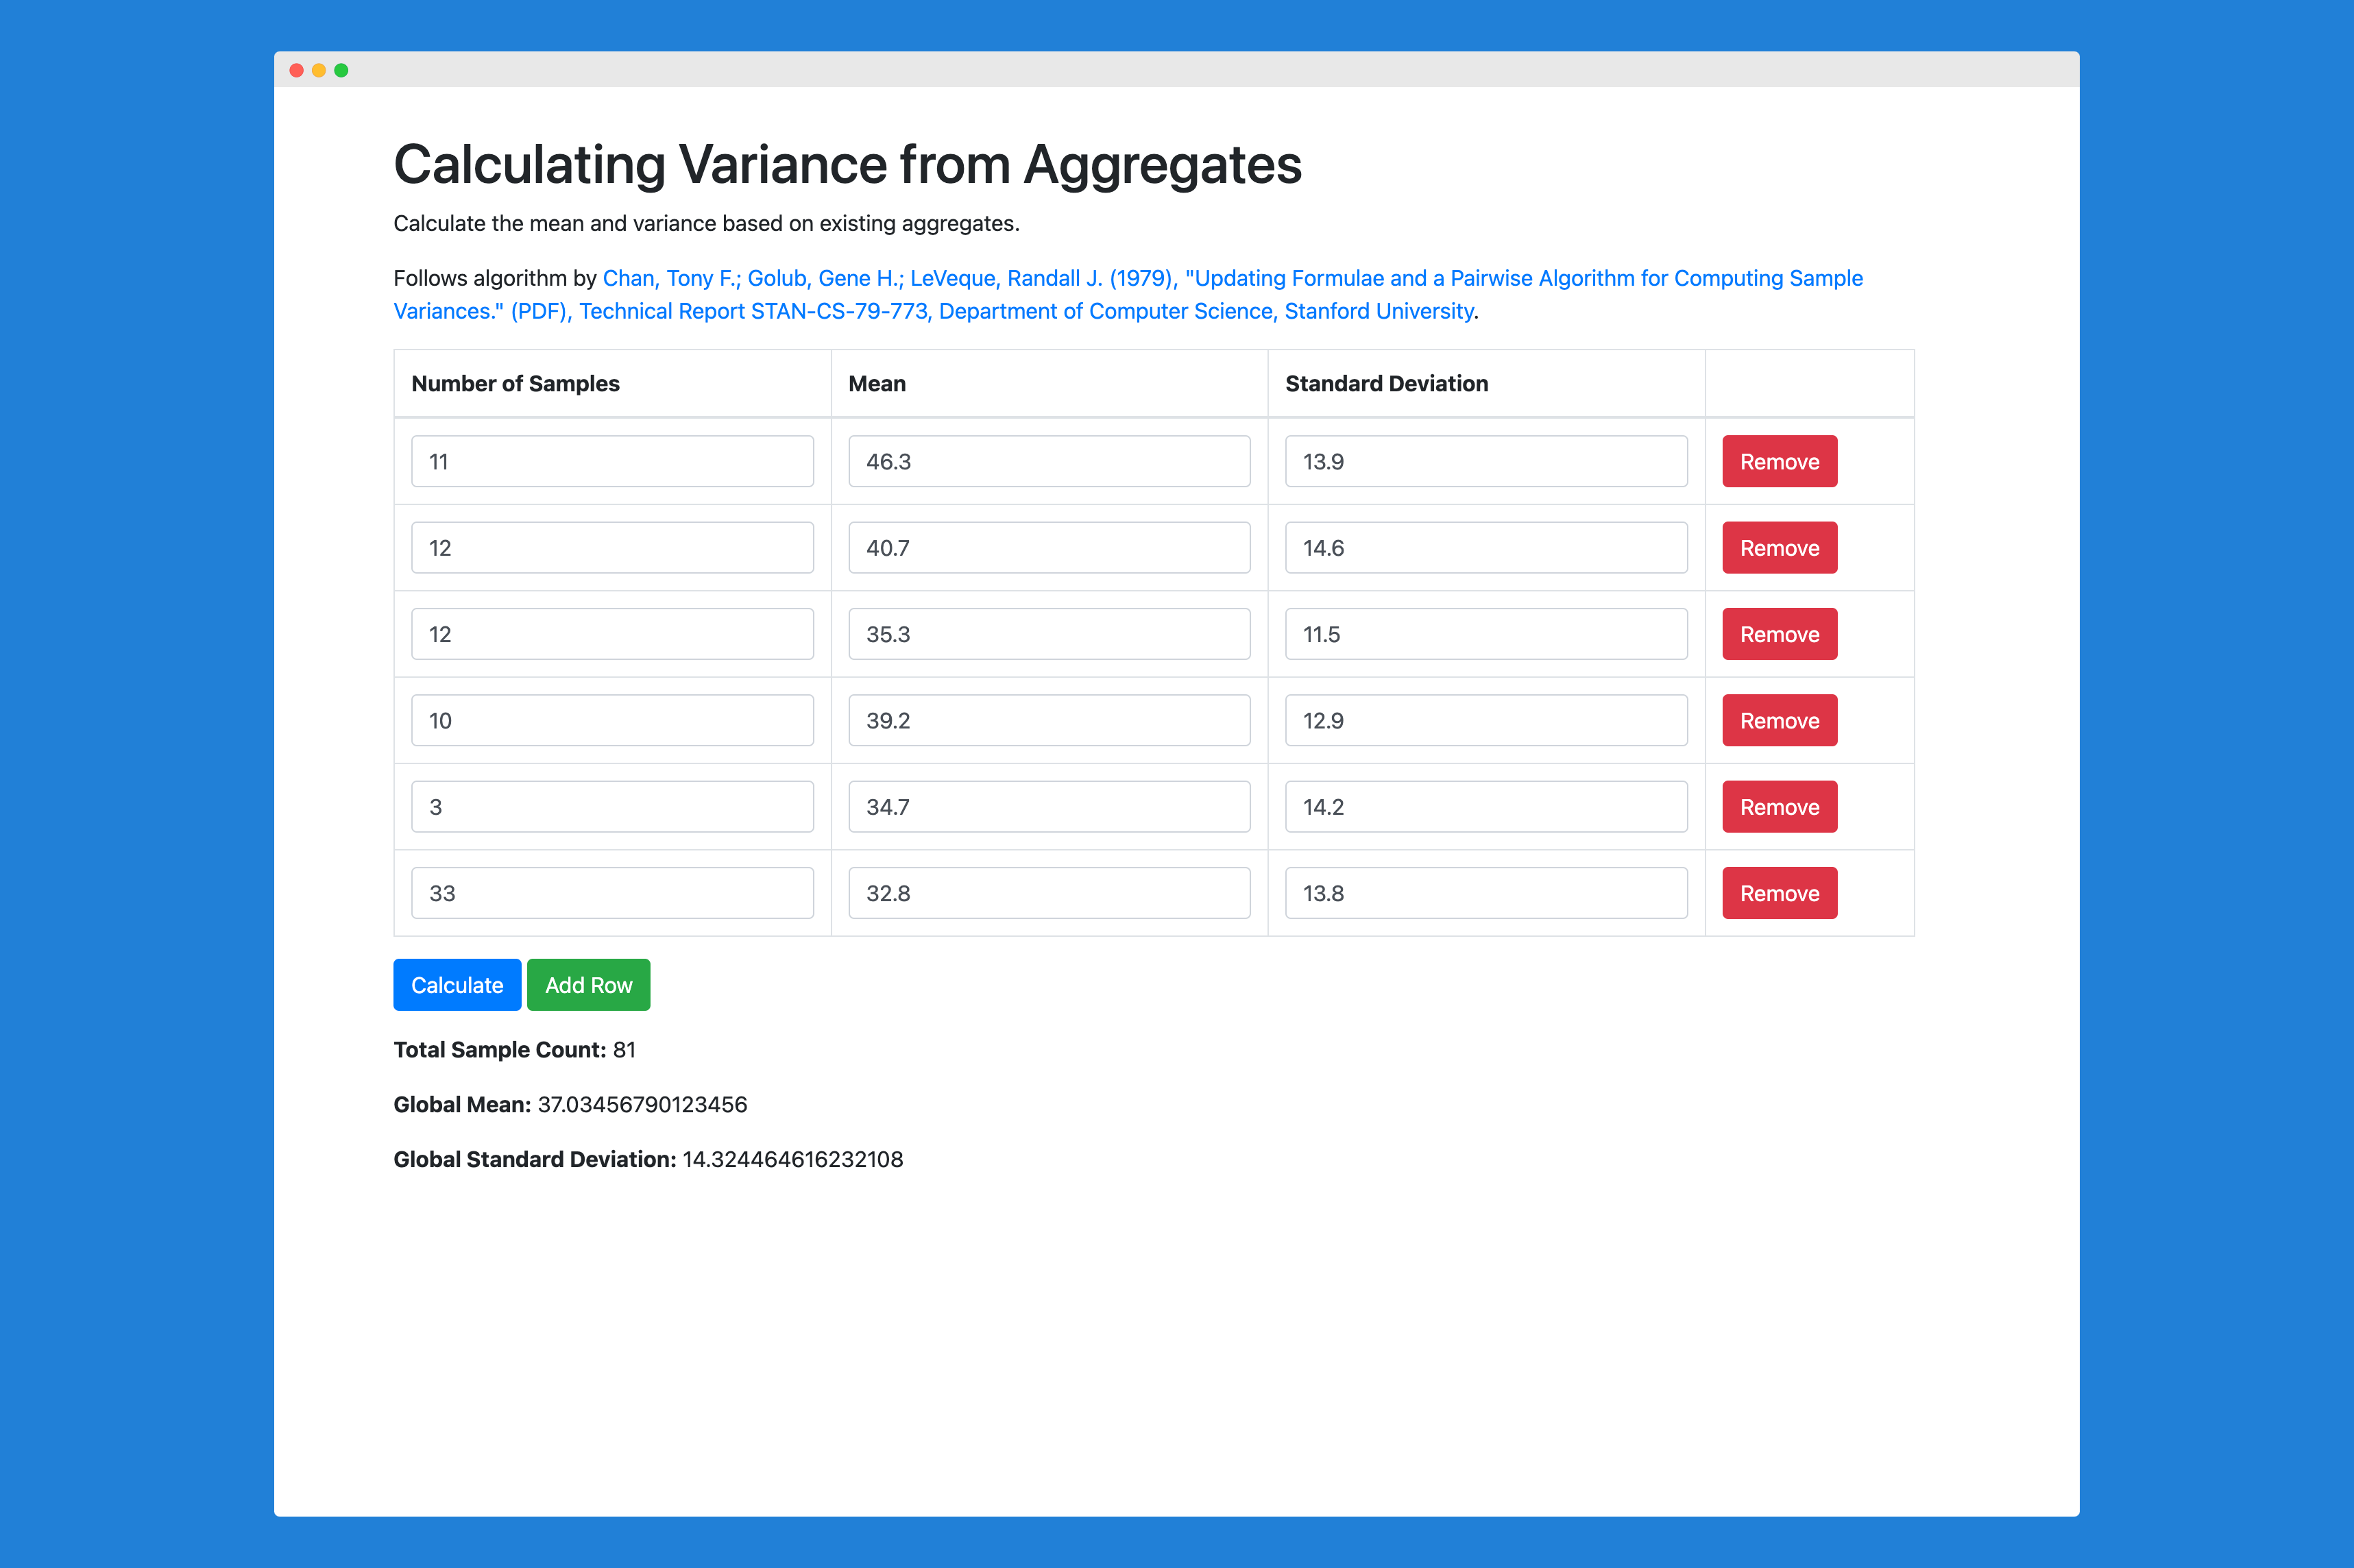 Calculating Variance from Aggregates
Calculate the mean and variance based on existing aggregates.
Follows algorithm by Chan, Tony F.; Golub, Gene H.; LeVeque, Randall J. (1979), "Updating Formulae and a Pairwise Algorithm for Computing Sample
Variances." (PDF), Technical Report STAN-CS-79-773, Department of Computer Science, Stanford University.
Number of Samples Mean Standard Deviation
11 46.3 13.9 Remove
12 40.7 14.6 Remove
12 35.3 11.5 Remove
10 39.2 12.9 Remove
3 34.7 14.2 Remove
33 32.8 13.8 Remove
Calculate Add Row
Total Sample Count: 81
Global Mean: 37.03456790123456
Global Standard Deviation: 14.324464616232108